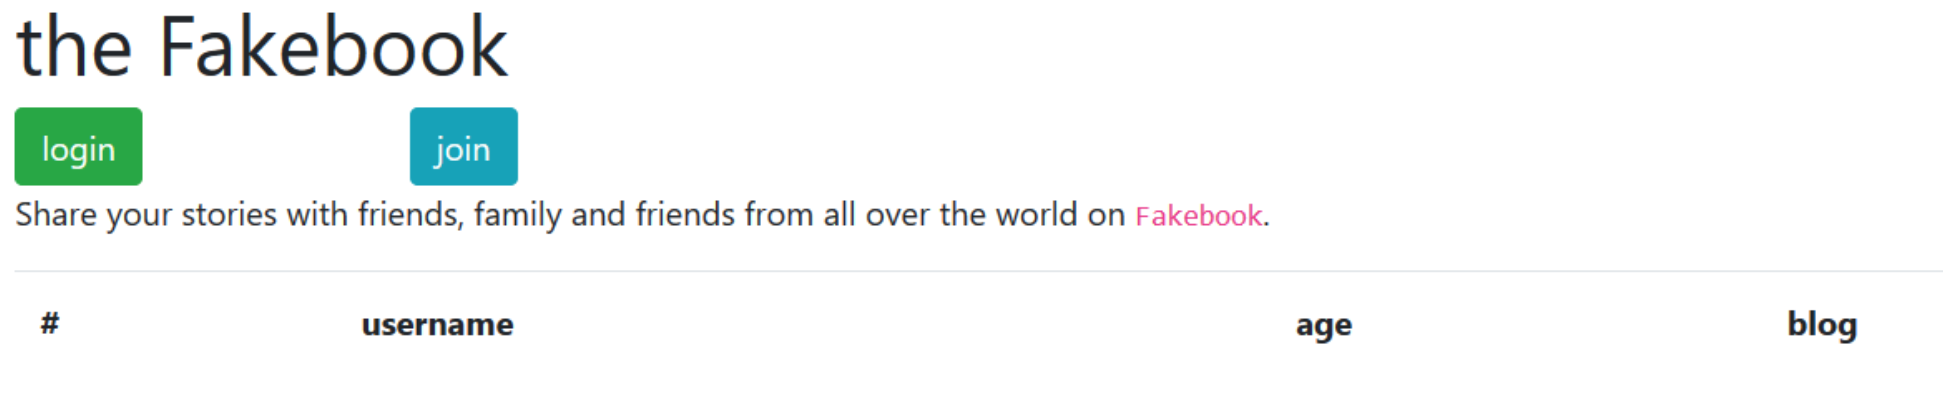 the Fakebook
login join
Share your stories with friends, family and friends from all over the world on Fakebook.
# username age blog